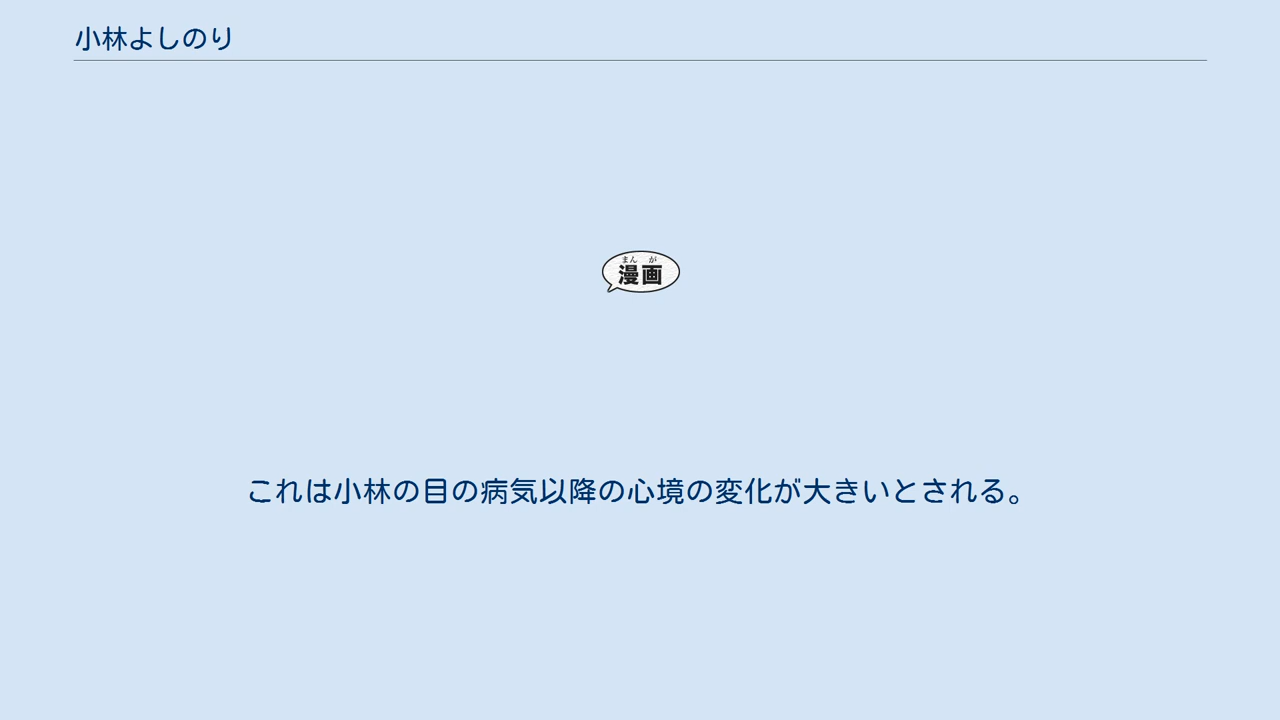 小林よしのり
まんが
漫画
これは小林の目の病気以降の心境の変化が大きいとされる。